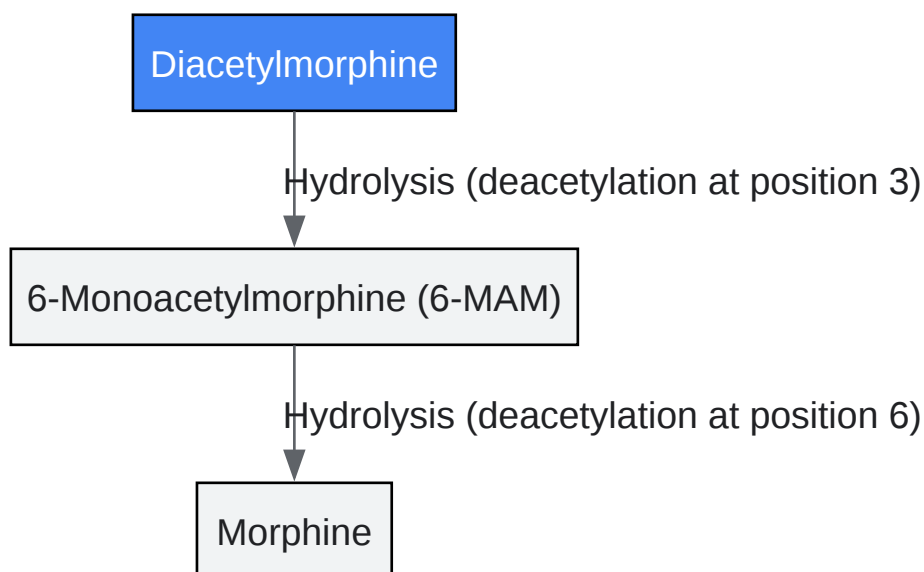 Diacetylmorphine
Hydrolysis (deacetylation at position 3)
6-Monoacetylmorphine (6-MAM)
Hydrolysis (deacetylation at position 6)
Morphine